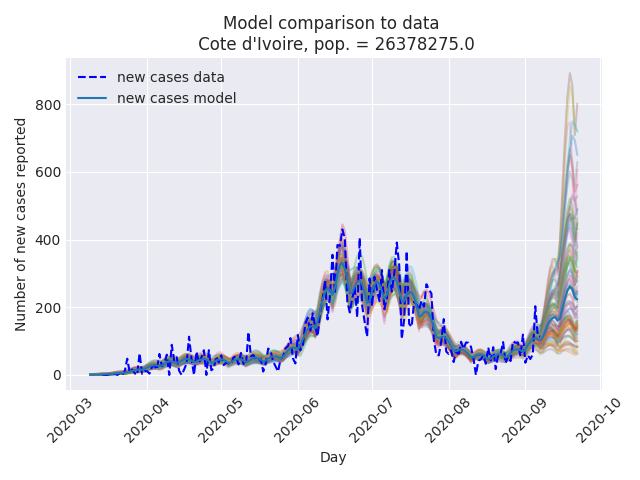 Model comparison to data
Cote d'Ivoire, pop. = 26378275.0
new cases data
new cases model
Number of new cases reported
800
600
400
200
0
2020-03
2020-04
2020-05
2020-06
2020-07
2020-08
2020-09
2020-10
Day